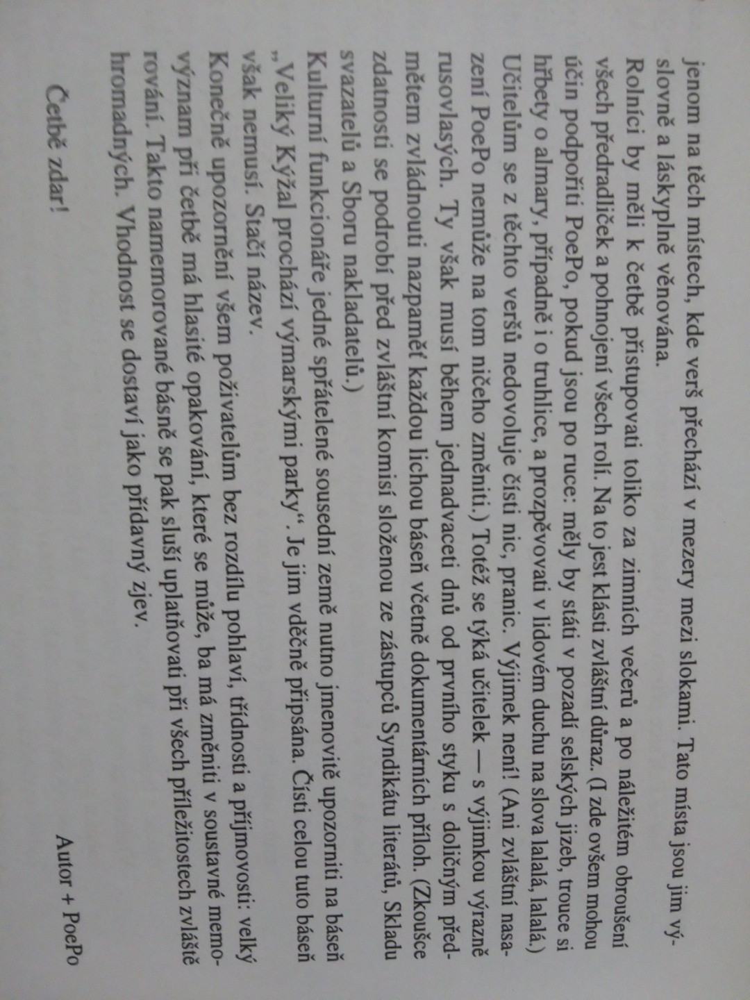 jenom na těch místech, kde verš přechází v mezery mezi slokami. Tato místa jsou jim vý-
slovně a láskyplně věnována.
Rolníci by měli k četbě přistupovati toliko za zimních večerů a po náležitém obroušení
všech předradliček a pohnojení všech rolí. Na to jest klásti zvláštní důraz. (I zde ovšem mohou
účin podpořiti PoePo, pokud jsou po ruce: měly by státi v pozadí selských jizeb, trouce si
hřbety o almary, případně i o truhlice, a prozpěvovati v lidovém duchu na slova lalalá, lalalá.)
Učitelům se z těchto veršů nedovoluje čísti nic, pranic. Výjimek není! (Ani zvláštní nasa-
zení PoePo nemůže na tom ničeho změniti.) Totéž se týká učitelek — s výjimkou výrazně
rusovlasých. Ty však musí během jednadvaceti dnů od prvního styku s doličným před-
mětem zvládnouti nazpaměť každou lichou báseň včetně dokumentárních příloh. (Zkoušce
zdatnosti se podrobí před zvláštní komisí složenou ze zástupců Syndikátu literátů, Skladu
svazatelů a Sboru nakladatelů.)
Kulturní funkcionáře jedné spřátelené sousední země nutno jmenovitě upozorniti na báseň
„Veliký Kýžal prochází výmarskými parky“. Je jim vděčně připsána. Čísti celou tuto báseň
však nemusí. Stačí název.
Konečně upozornění všem poživatelům bez rozdílu pohlaví, třídnosti a příjmovosti: velký
význam při četbě má hlasité opakování, které se může, ba má změniti v soustavné memo-
rování. Takto namemorované básně se pak sluší uplatňovati při všech příležitostech zvláště
hromadných. Vhodnost se dostaví jako přídavný zjev.
Četbě zdar!
Autor + PoePo